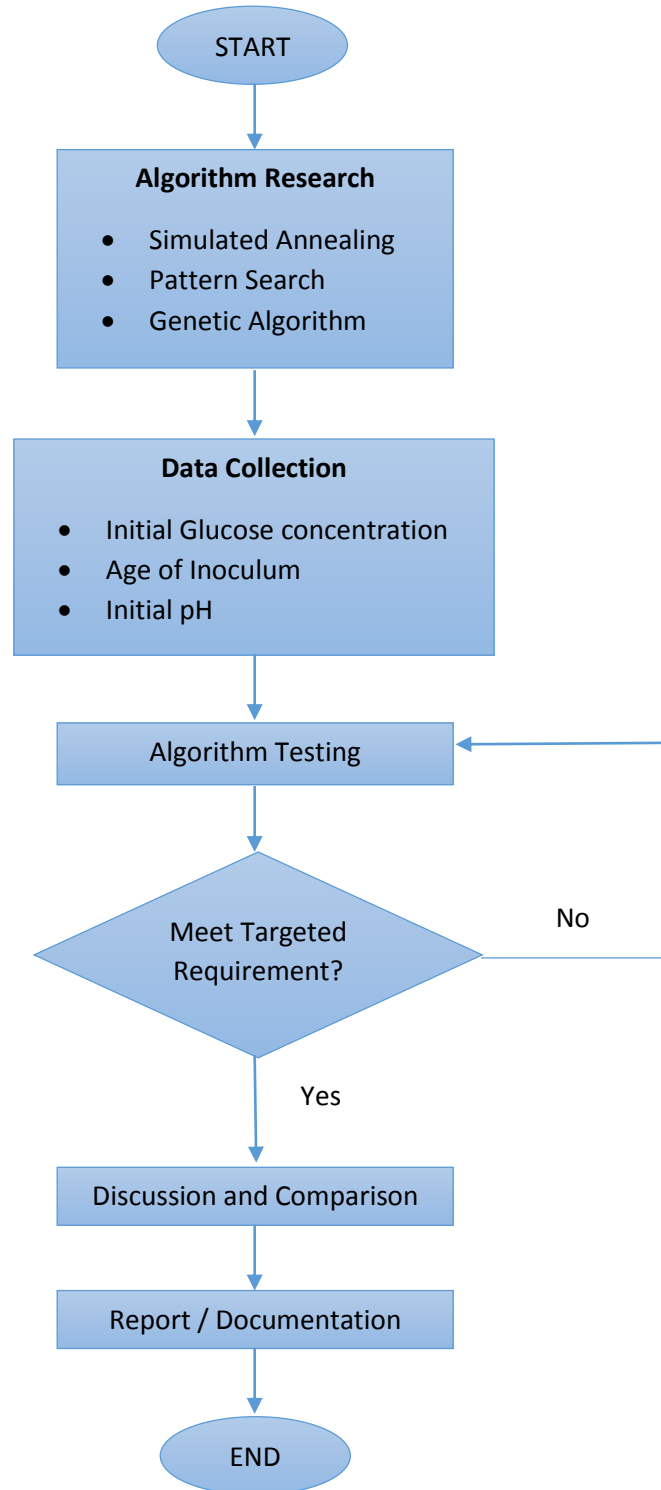 START
Algorithm Research
• Simulated Annealing
• Pattern Search
• Genetic Algorithm
Data Collection
• Initial Glucose concentration
• Age of Inoculum
• Initial pH
Algorithm Testing
Meet Targeted
Requirement?
No
Yes
Discussion and Comparison
Report / Documentation
END